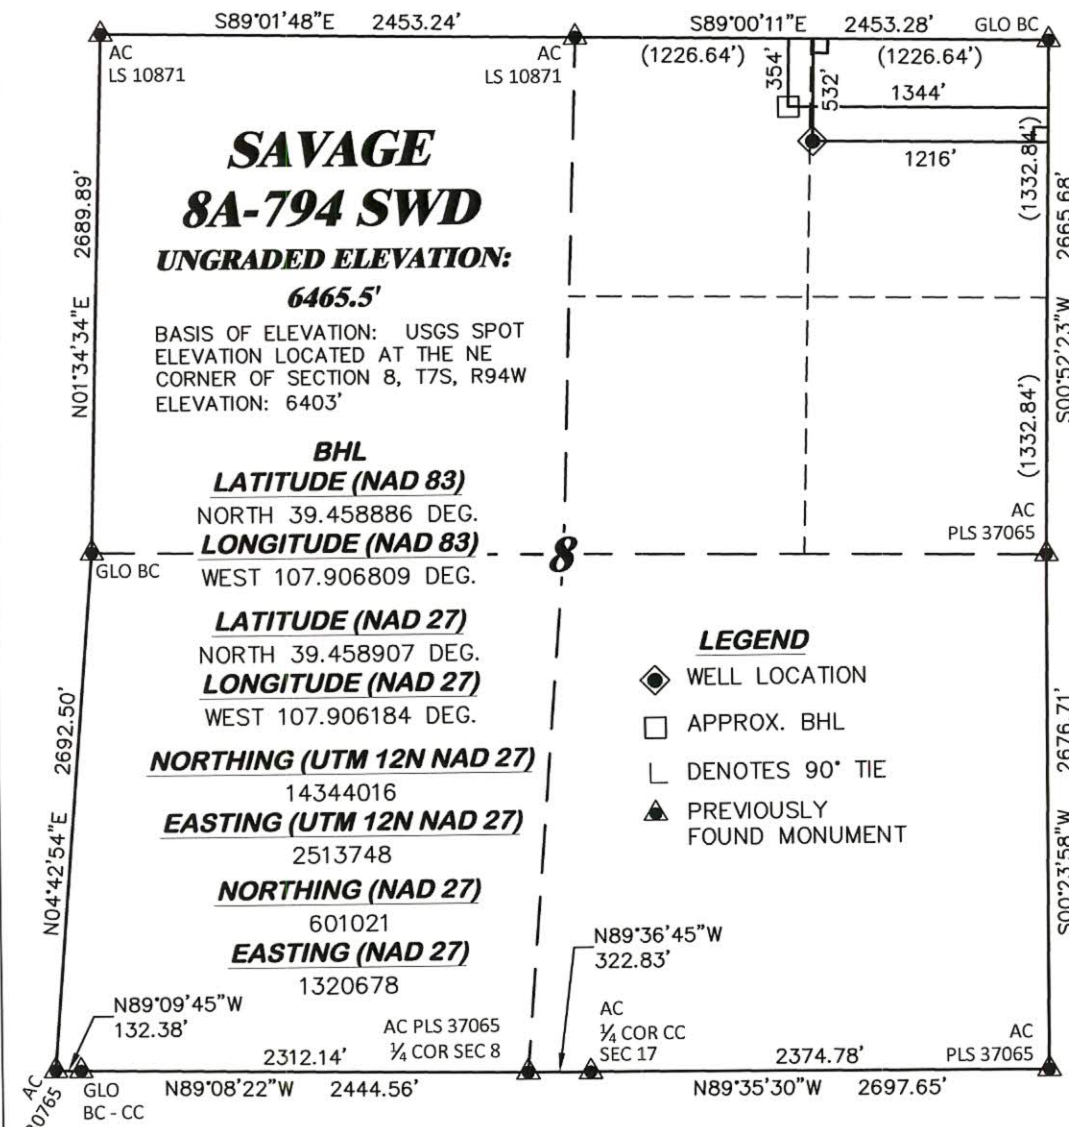 S89°01'48"E 2453.24'
S89°00'11"E 2453.28'
GLO BC
AC
LS 10871
AC
LS 10871
(1226.64')
(1226.64')
354'
532'
1344'
1216'
(1332.84')
2665.68'
S00°52'23"W
(1332.84')
2689.89'
N01°34'34"E
SAVAGE
8A-794 SWD
UNGRADED ELEVATION:
6465.5'
BASIS OF ELEVATION: USGS SPOT
ELEVATION LOCATED AT THE NE
CORNER OF SECTION 8, T7S, R94W
ELEVATION: 6403'
BHL
LATITUDE (NAD 83)
NORTH 39.458886 DEG.
LONGITUDE (NAD 83)
WEST 107.906809 DEG.
LATITUDE (NAD 27)
NORTH 39.458907 DEG.
LONGITUDE (NAD 27)
WEST 107.906184 DEG.
NORTHING (UTM 12N NAD 27)
14344016
EASTING (UTM 12N NAD 27)
2513748
NORTHING (NAD 27)
601021
EASTING (NAD 27)
1320678
GLO BC
8
AC
PLS 37065
LEGEND
WELL LOCATION
APPROX. BHL
DENOTES 90° TIE
PREVIOUSLY
FOUND MONUMENT
2692.50'
N04°42'54"E
2676.71'
S00°23'58"W
N89°36'45"W
322.83'
N89°09'45"W
132.38'
AC PLS 37065
¼ COR SEC 8
AC
¼ COR CC
SEC 17
AC
PLS 37065
2312.14'
2374.78'
AC
GLO
BC - CC
N89°08'22"W 2444.56'
N89°35'30"W 2697.65'